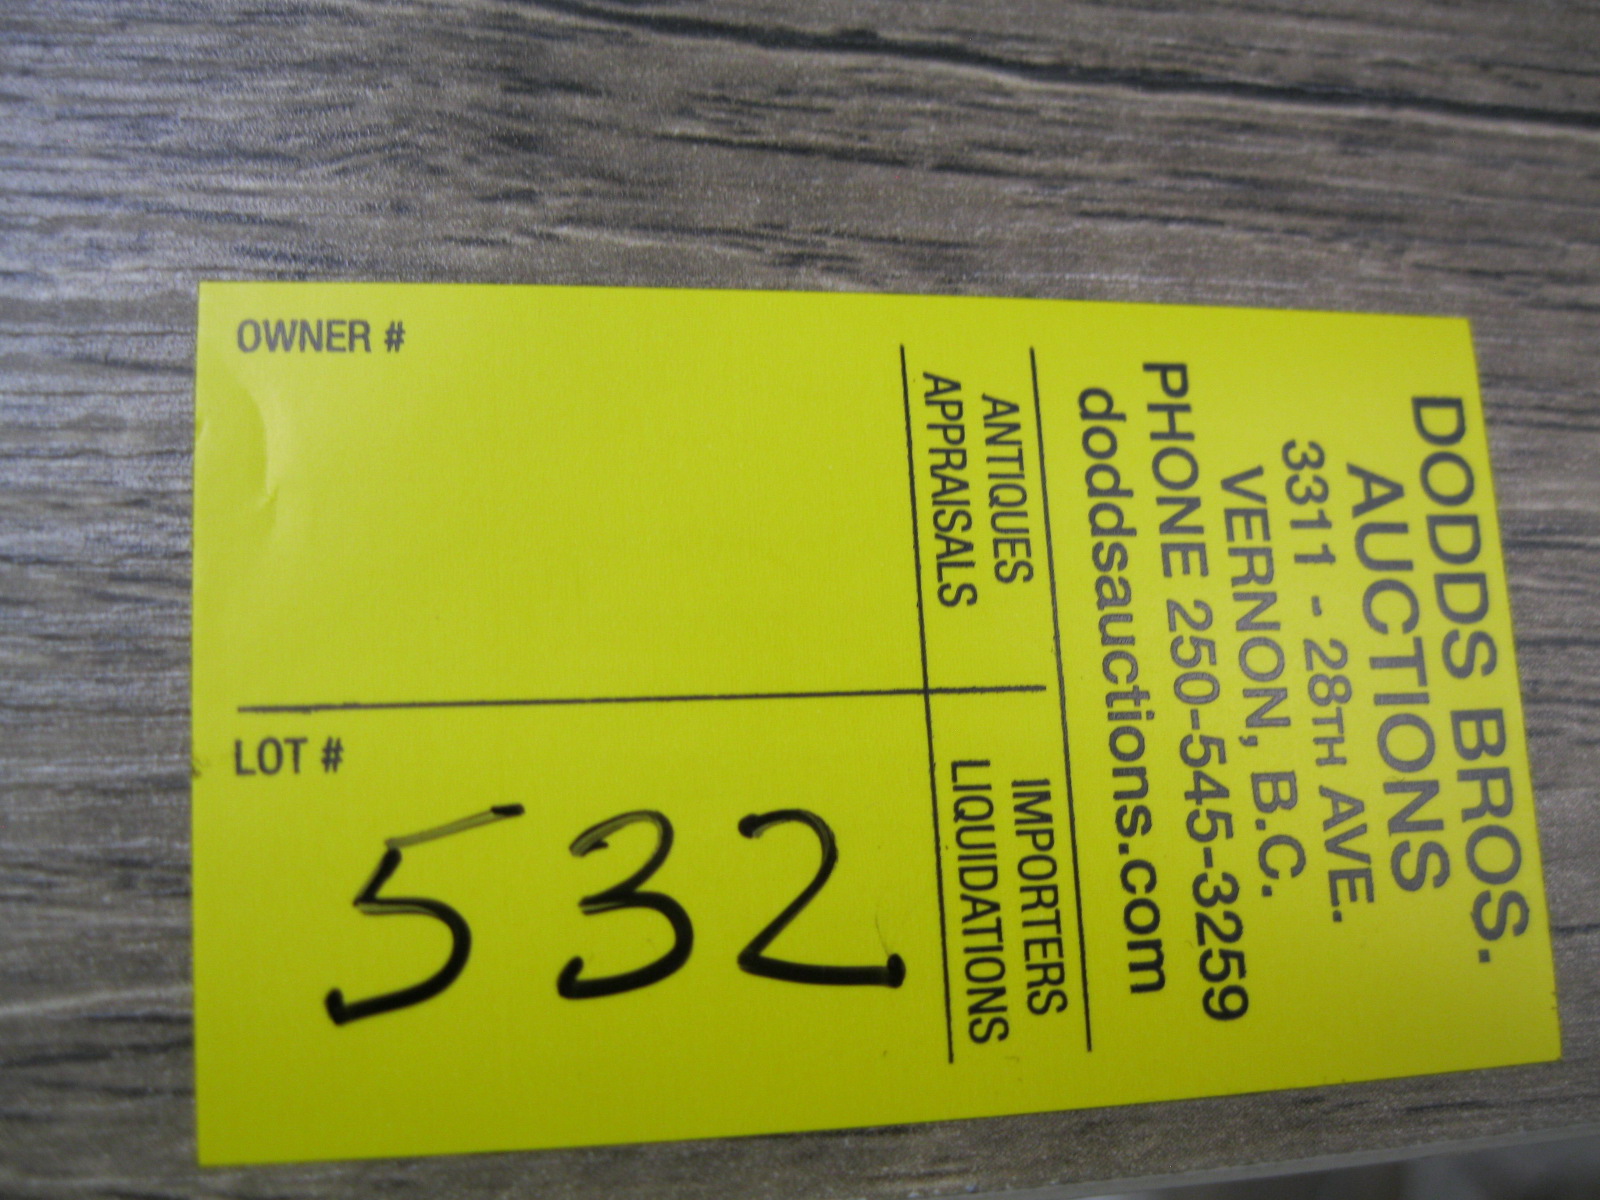 DODDS BROS.
AUCTIONS
3311 - 28TH AVE.
VERNON, B.C.
PHONE 250-545-3259
doddsauctions.com
ANTIQUES
APPRAISALS
IMPORTERS
LIQUIDATIONS
OWNER #
LOT #
532